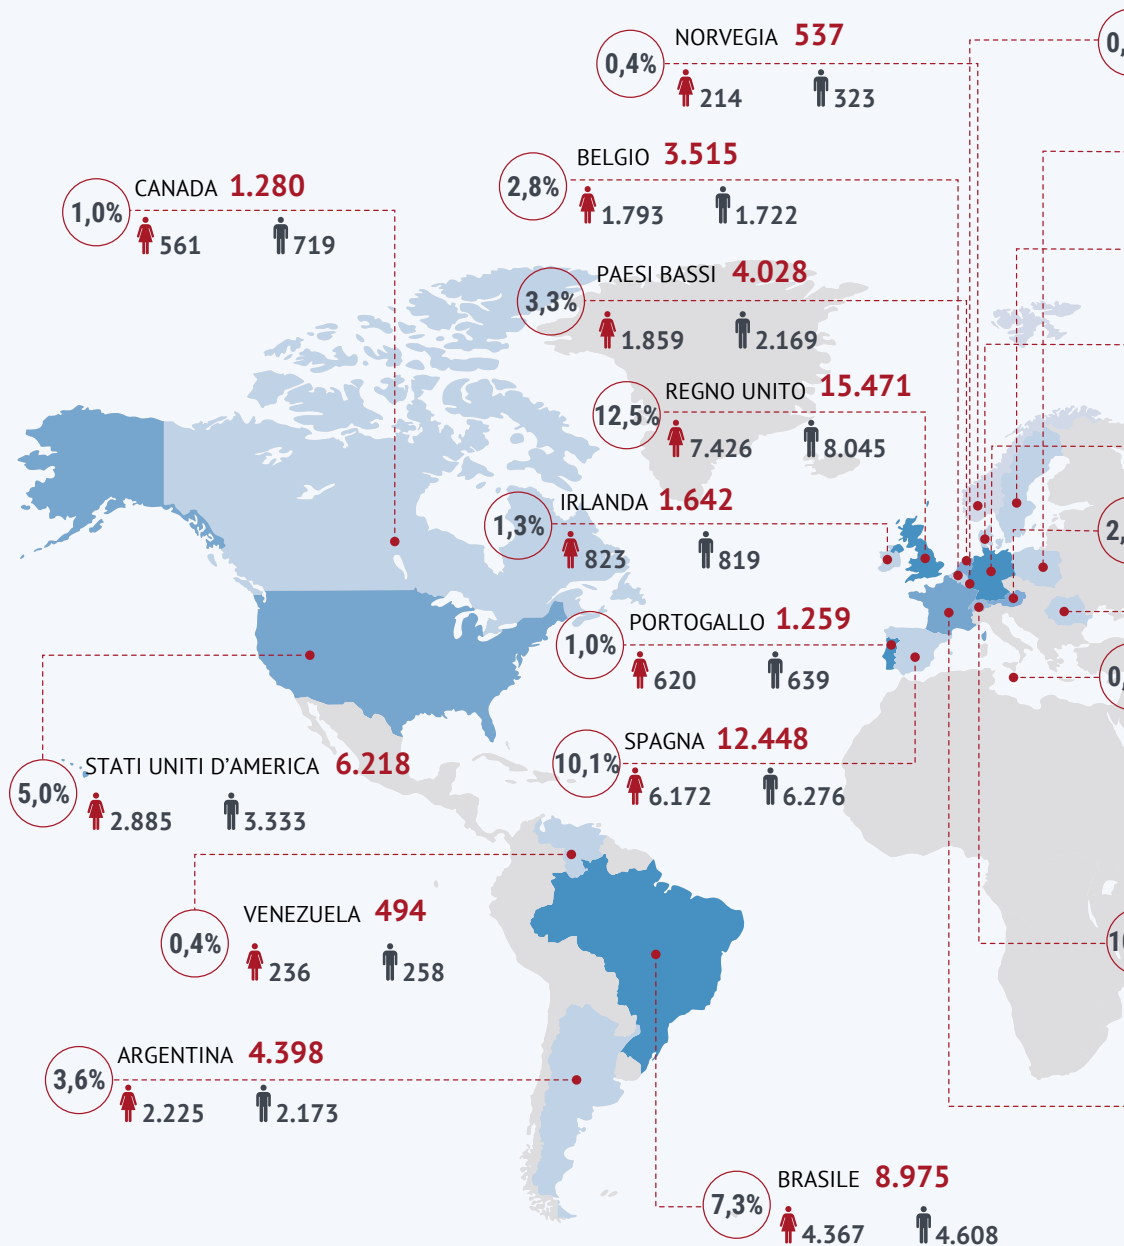 NORVEGIA 537
0,4%
214 323
BELGIO 3.515
2,8%
1.793 1.722
CANADA 1.280
1,0%
561 719
PAESI BASSI 4.028
3,3%
1.859 2.169
REGNO UNITO 15.471
12,5%
7.426 8.045
IRLANDA 1.642
1,3%
823 819
PORTOGALLO 1.259
1,0%
620 639
SPAGNA 12.448
10,1%
6.172 6.276
STATI UNITI D'AMERICA 6.218
5,0%
2.885 3.333
VENEZUELA 494
0,4%
236 258
ARGENTINA 4.398
3,6%
2.225 2.173
BRASILE 8.975
7,3%
4.367 4.608